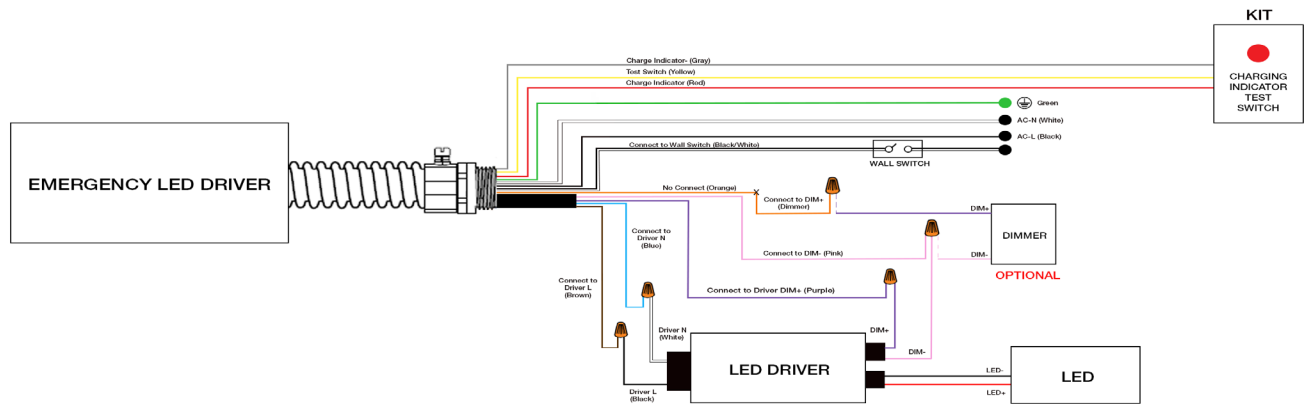 KIT
CHARGING
INDICATOR
TEST
SWITCH
Charge Indicator- (Gray)
Test Switch (Yellow)
Charge Indicator (Red)
Green
AC-N (White)
AC-L (Black)
Connect to Wall Switch (Black/White)
WALL SWITCH
EMERGENCY LED DRIVER
No Connect (Orange)
Connect to DIM+
(Dimmer)
DIM+
DIMMER
DIM-
OPTIONAL
Connect to DIM- (Pink)
Connect to
Driver N
(Blue)
Connect to
Driver L
(Brown)
Connect to Driver DIM+ (Purple)
Driver N
(White)
DIM+
DIM-
LED DRIVER
Driver L
(Black)
LED-
LED+
LED